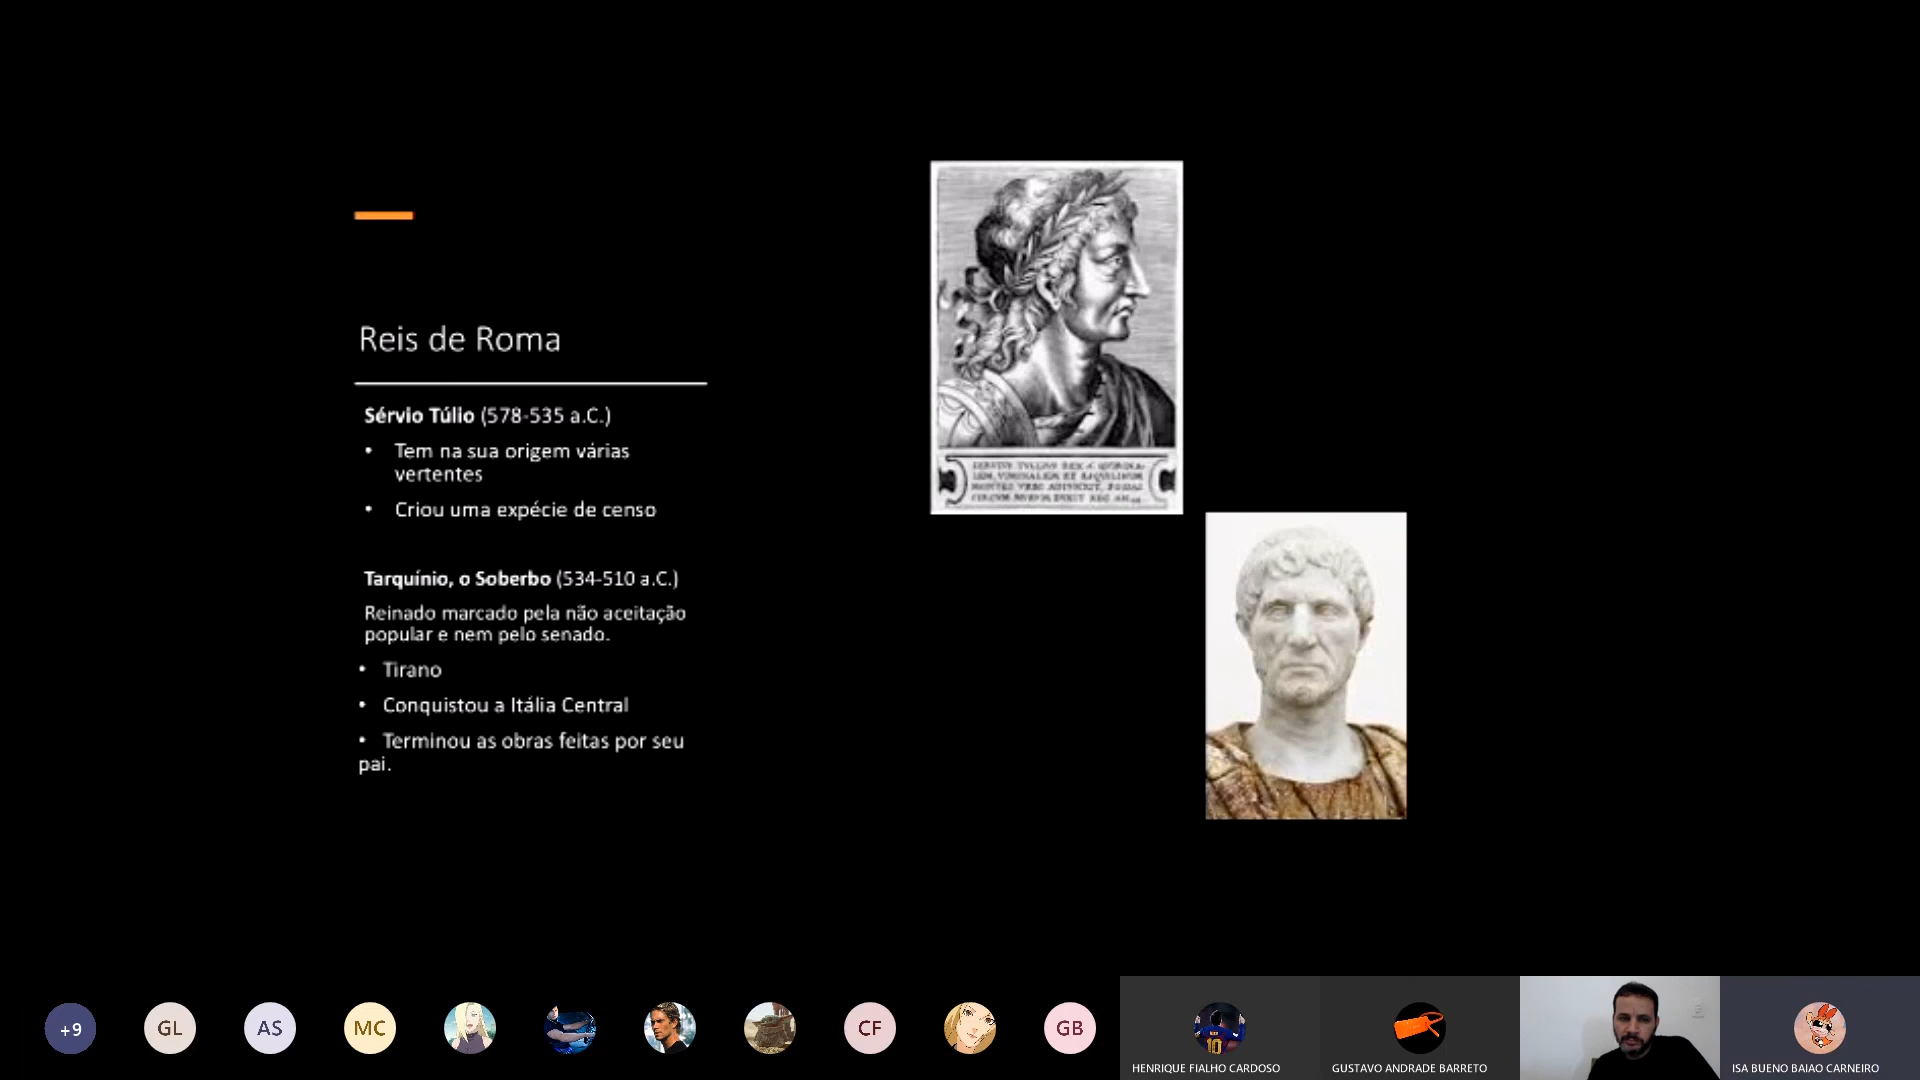 Reis de Roma
Sérvio Túlio (578-535 a.C.)
• Tem na sua origem várias
vertentes
• Criou uma expécie de censo
Tarquínio, o Soberbo (534-510 a.C.)
Reinado marcado pela não aceitação
popular e nem pelo senado.
• Tirano
• Conquistou a Itália Central
• Terminou as obras feitas por seu
pai.
+9
GL
AS
MC
CF
GB
10
HENRIQUE FIALHO CARDOSO
GUSTAVO ANDRADE BARRETO
ISA BUENO BAIAO CARNEIRO